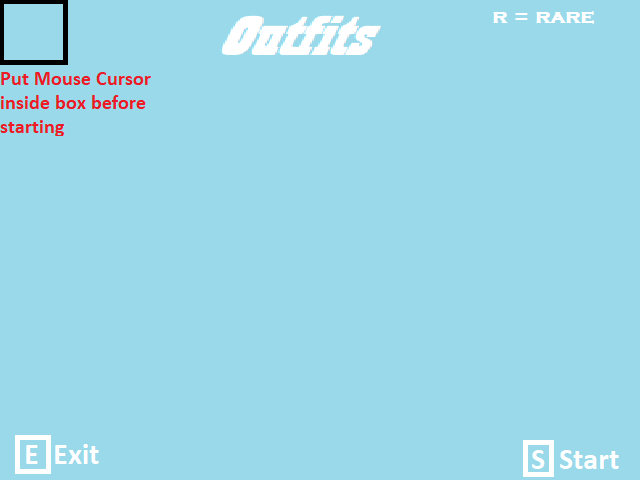 Outfits
R = RARE
Put Mouse Cursor
inside box before
starting
E Exit
S Start